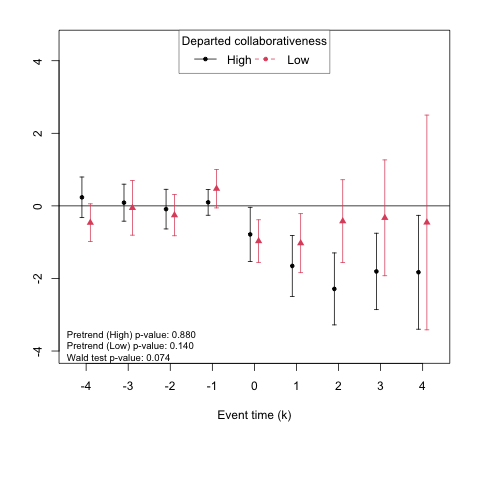 Departed collaborativeness
High Low
4
2
0
-2
-4
Pretrend (High) p-value: 0.880
Pretrend (Low) p-value: 0.140
Wald test p-value: 0.074
-4 -3 -2 -1 0 1 2 3 4
Event time (k)